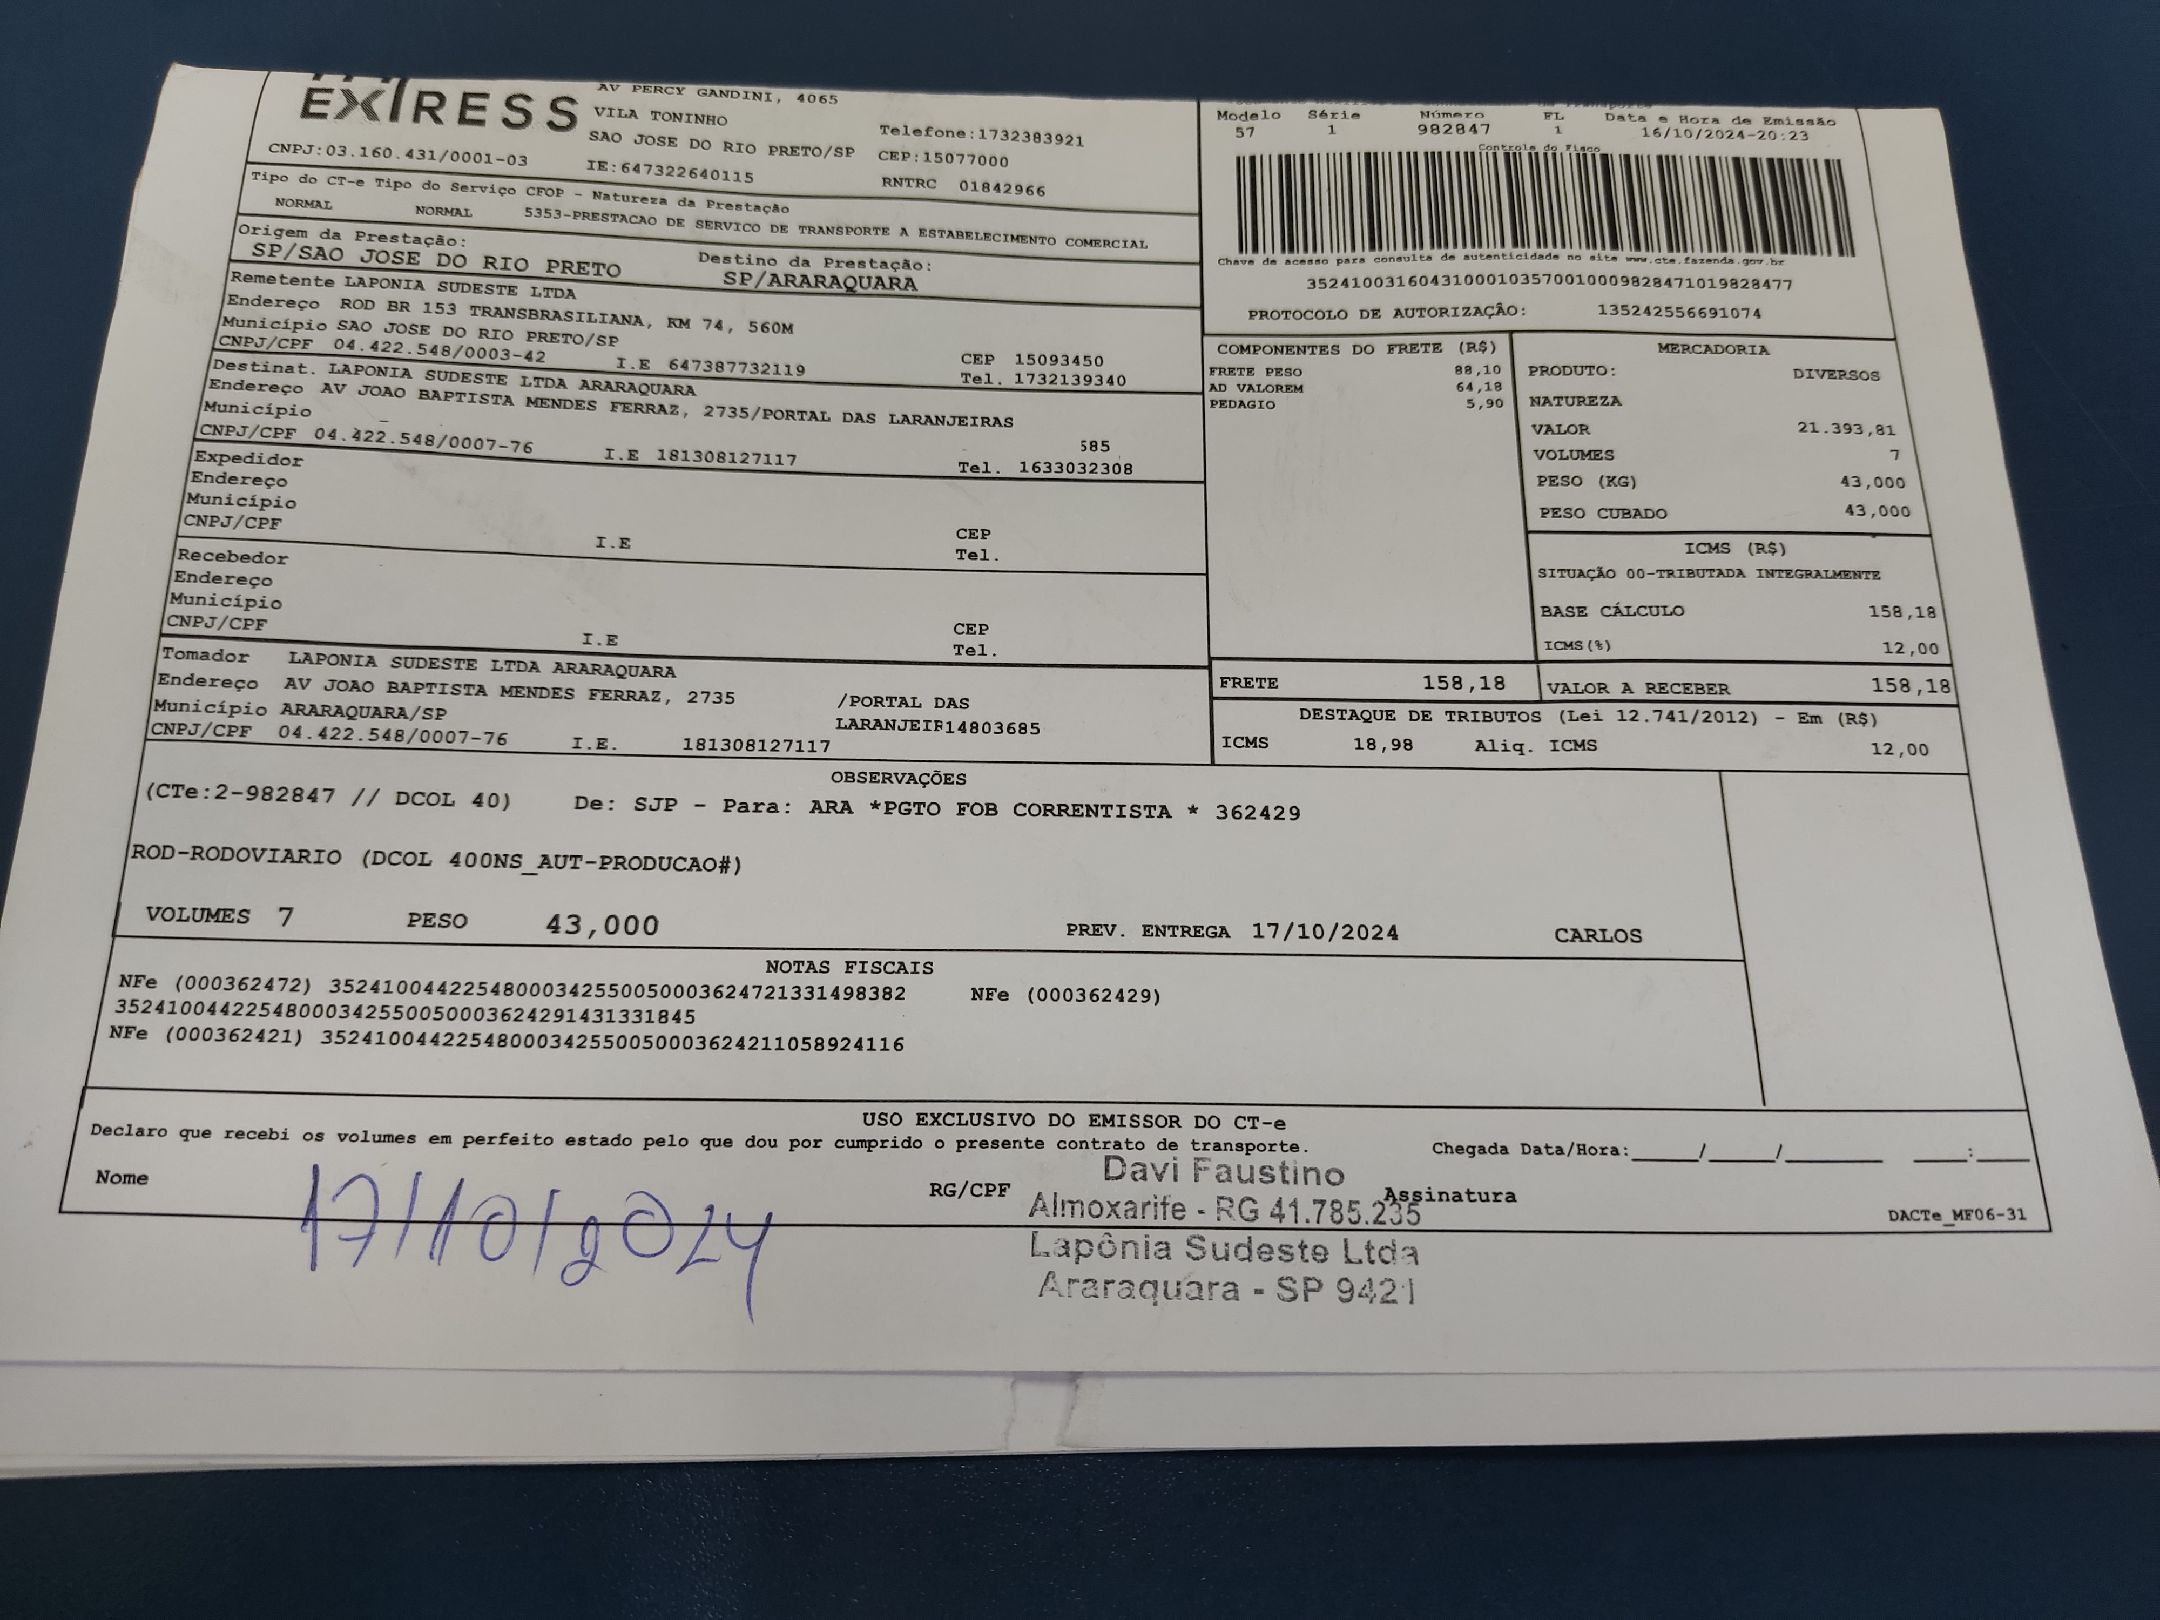 EXPRESS
AV PERCY GANDINI, 4065
VILA TONINHO
Telefone:1732383921
SAO JOSE DO RIO PRETO/SP CEP:15077000
CNPJ:03.160.431/0001-03 IE:647322640115 RNTRC 01842966
Tipo do CT-e Tipo do Serviço CFOP - Natureza da Prestação
NORMAL NORMAL 5353-PRESTACAO DE SERVICO DE TRANSPORTE A ESTABELECIMENTO COMERCIAL
Origem da Prestação: Destino da Prestação:
SP/SAO JOSE DO RIO PRETO SP/ARARAQUARA
Remetente LAPONIA SUDESTE LTDA
Endereço ROD BR 153 TRANSBRASILIANA, KM 74, 560M
Município SAO JOSE DO RIO PRETO/SP CEP 15093450
CNPJ/CPF 04.422.548/0003-42 I.E 647387732119 Tel. 1732139340
Destinat. LAPONIA SUDESTE LTDA ARARAQUARA
Endereço AV JOAO BAPTISTA MENDES FERRAZ, 2735/PORTAL DAS LARANJEIRAS
Município 585
CNPJ/CPF 04.422.548/0007-76 I.E 181308127117 Tel. 1633032308
Expedidor
Endereço
Município CEP
CNPJ/CPF I.E Tel.
Recebedor
Endereço
Município CEP
CNPJ/CPF I.E Tel.
Tomador LAPONIA SUDESTE LTDA ARARAQUARA
Endereço AV JOAO BAPTISTA MENDES FERRAZ, 2735 /PORTAL DAS
Município ARARAQUARA/SP LARANJEIR14803685
CNPJ/CPF 04.422.548/0007-76 I.E. 181308127117
Modelo Série Número FL Data e Hora de Emissão
57 1 982847 1 16/10/2024-20:23
Controle do Fisco
Chave de acesso para consulta de autenticidade no site www.cte.fazenda.gov.br
35241003160431000103570010009828471019828477
PROTOCOLO DE AUTORIZAÇÃO: 135242556691074
COMPONENTES DO FRETE (R$)
FRETE PESO 88,10
AD VALOREM 64,18
PEDAGIO 5,90
MERCADORIA
PRODUTO: DIVERSOS
NATUREZA
VALOR 21.393,81
VOLUMES 7
PESO (KG) 43,000
PESO CUBADO 43,000
ICMS (R$)
SITUAÇÃO 00-TRIBUTADA INTEGRALMENTE
BASE CÁLCULO 158,18
ICMS(%) 12,00
FRETE 158,18 VALOR A RECEBER 158,18
DESTAQUE DE TRIBUTOS (Lei 12.741/2012) - Em (R$)
ICMS 18,98 Aliq. ICMS 12,00
OBSERVAÇÕES
(CTe:2-982847 // DCOL 40) De: SJP - Para: ARA *PGTO FOB CORRENTISTA * 362429
ROD-RODOVIARIO (DCOL 400NS_AUT-PRODUCAO#)
VOLUMES 7 PESO 43,000 PREV. ENTREGA 17/10/2024 CARLOS
NOTAS FISCAIS
NFe (000362472) 35241004422548000342550050003624721331498382 NFe (000362429)
35241004422548000342550050003624291431331845
NFe (000362421) 35241004422548000342550050003624211058924116
USO EXCLUSIVO DO EMISSOR DO CT-e
Declaro que recebi os volumes em perfeito estado pelo que dou por cumprido o presente contrato de transporte. Chegada Data/Hora:_____/_____/_______ ____:____
Nome RG/CPF Assinatura
DACTe_MF06-31
17/10/2024
Davi Faustino
Almoxarife - RG 41.785.235
Lapônia Sudeste Ltda
Araraquara - SP 9421